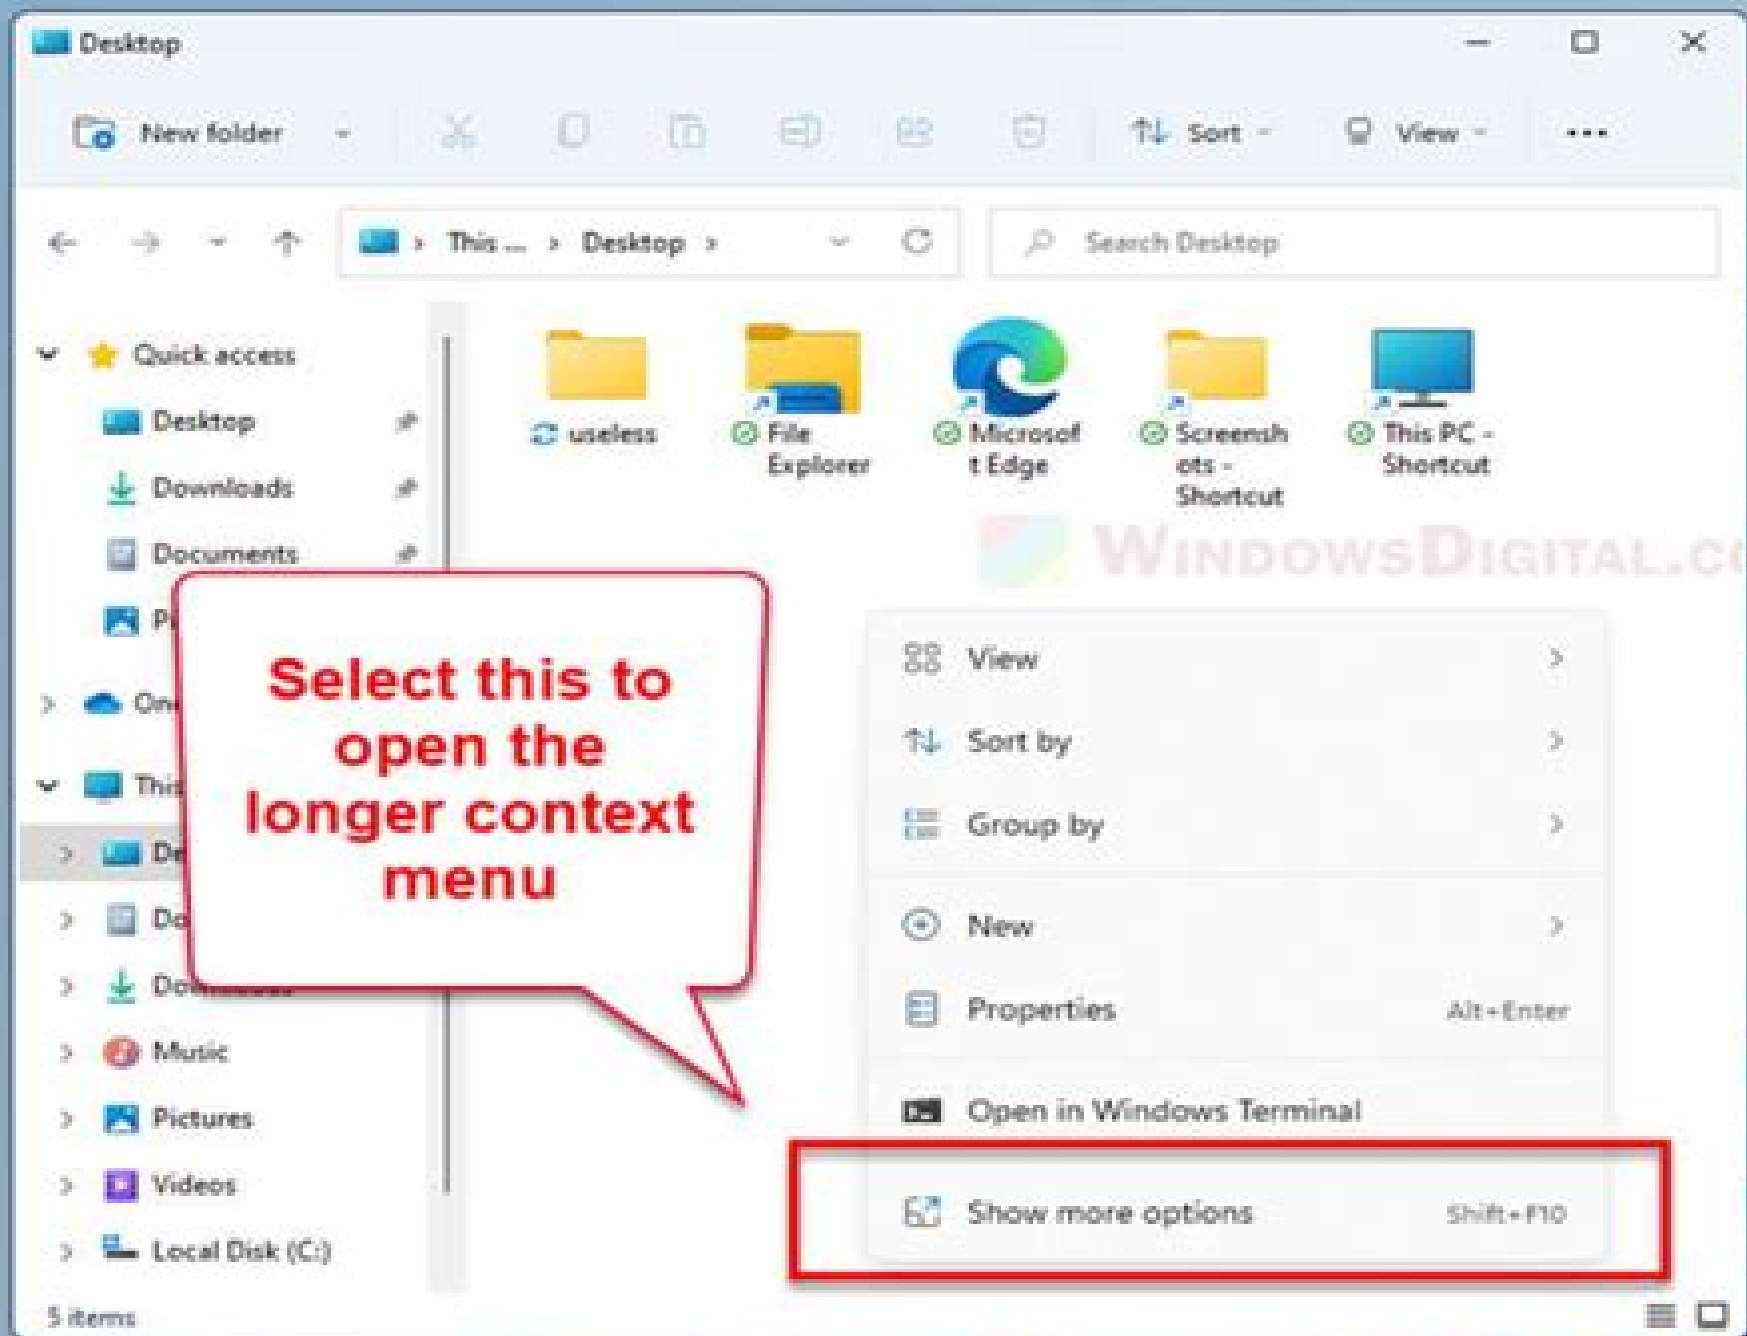 Desktop
New folder
Sort
View
This ...
Desktop
Search Desktop
Quick access
Desktop
Downloads
Documents
This
Music
Pictures
Videos
Local Disk (C:)
5 items
useless
File
Explorer
Microsof
t Edge
Screensh
ots -
Shortcut
This PC -
Shortcut
WINDOWSDIGITAL.CO
Select this to
open the
longer context
menu
View
Sort by
Group by
New
Properties Alt+Enter
Open in Windows Terminal
Show more options Shift+F10